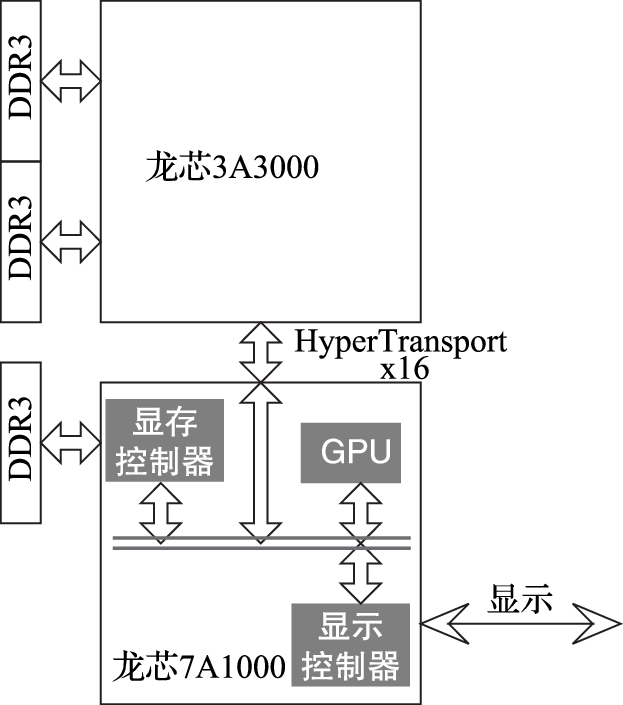 DDR3
龙芯3A3000
DDR3
HyperTransport
x16
DDR3
显存
控制器
GPU
显示
控制器
显示
龙芯7A1000